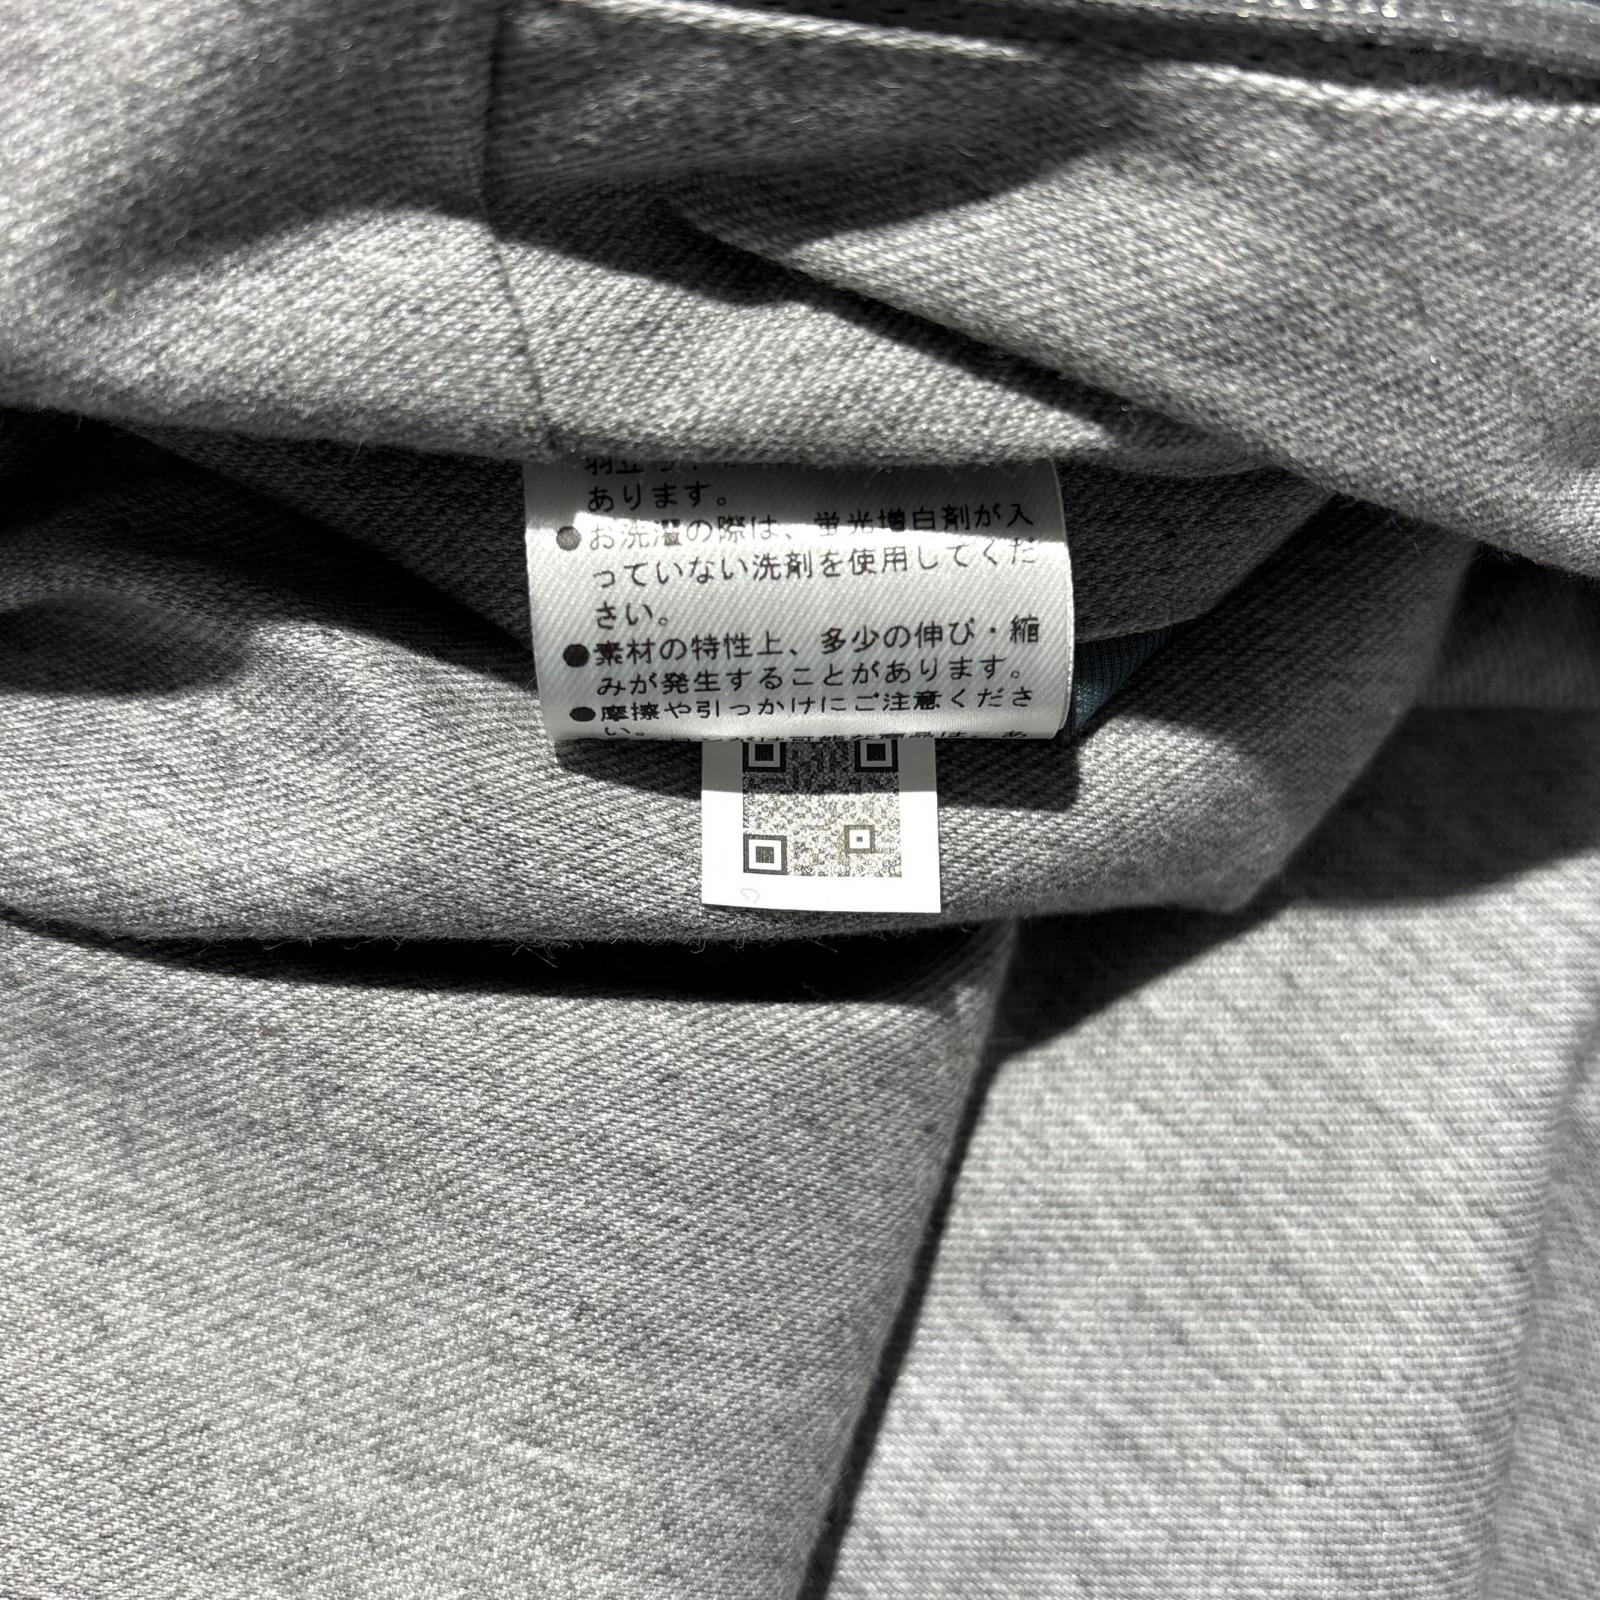 あります。
●お洗濯の際は、蛍光増白剤が入
っていない洗剤を使用してくだ
さい。
●素材の特性上、多少の伸び・縮
みが発生することがあります。
●摩擦や引っかけにご注意くださ
い。